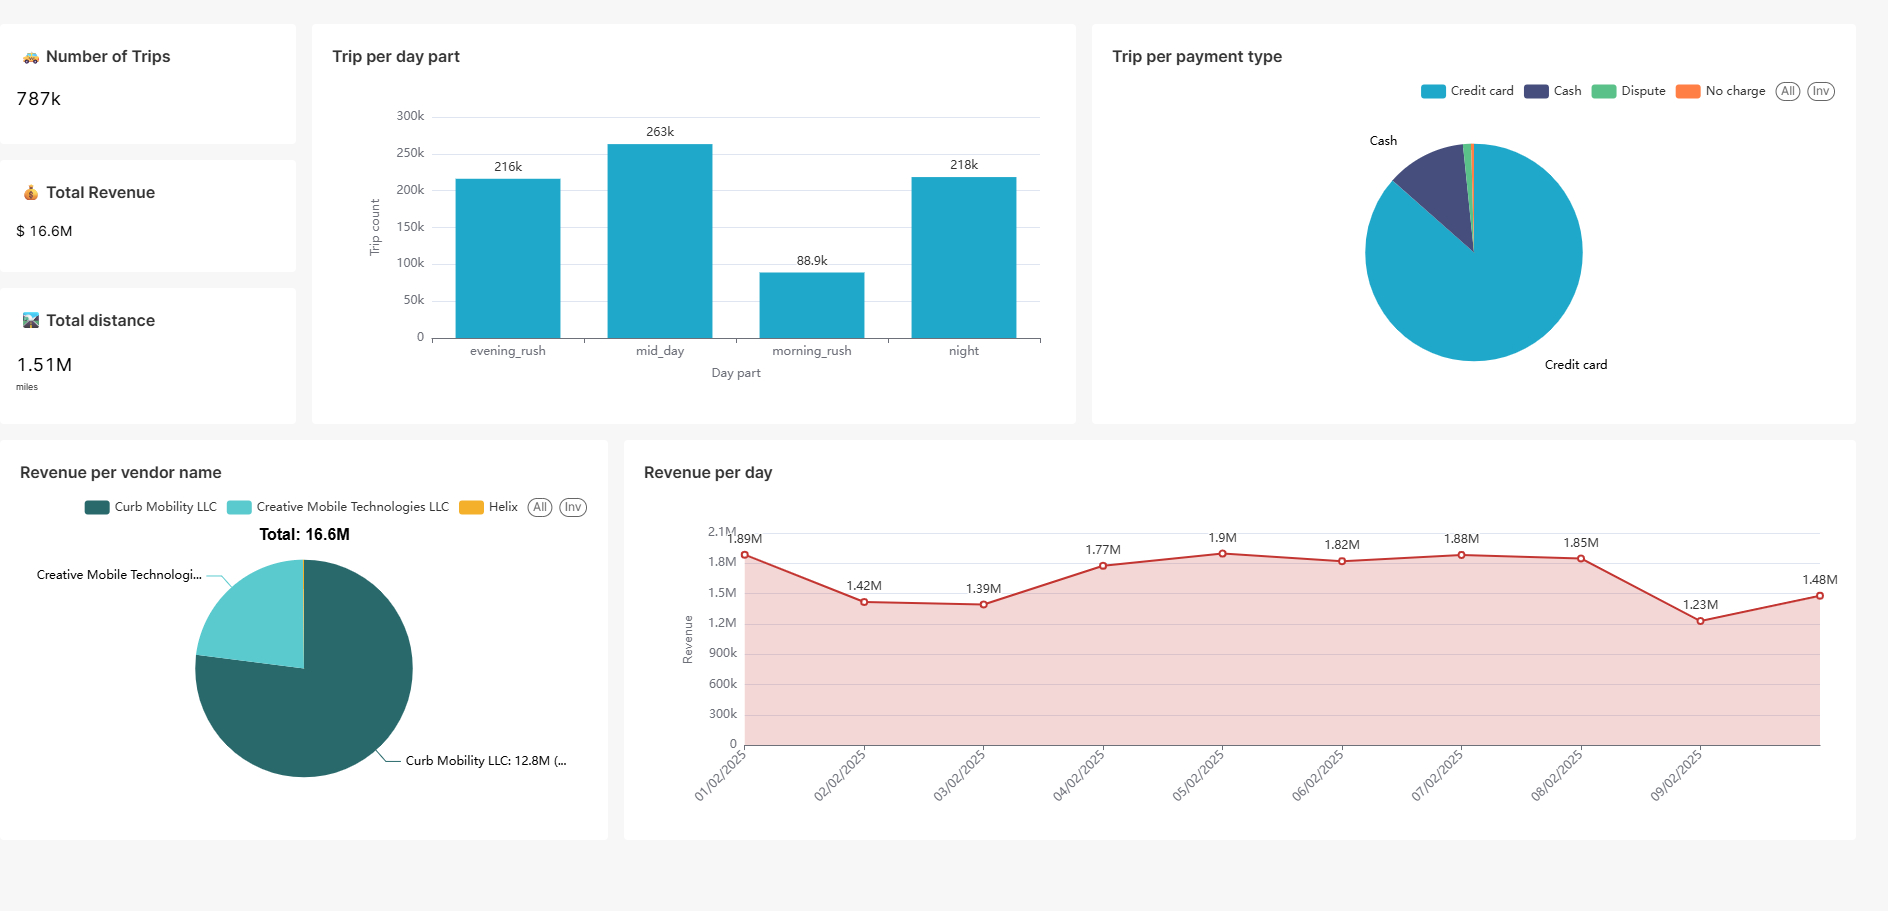 Number of Trips
787k
Total Revenue
$ 16.6M
Total distance
1.51M
miles
Trip per day part
300k
250k
200k
150k
100k
50k
0
Trip count
216k
263k
88.9k
218k
evening_rush
mid_day
morning_rush
night
Day part
Trip per payment type
Credit card
Cash
Dispute
No charge
All
Inv
Cash
Credit card
Revenue per vendor name
Curb Mobility LLC
Creative Mobile Technologies LLC
Helix
All
Inv
Total: 16.6M
Creative Mobile Technologi...
Curb Mobility LLC: 12.8M (...
Revenue per day
2.1M
1.8M
1.5M
1.2M
900k
600k
300k
0
Revenue
1.89M
1.42M
1.39M
1.77M
1.9M
1.82M
1.88M
1.85M
1.23M
1.48M
01/02/2025
02/02/2025
03/02/2025
04/02/2025
05/02/2025
06/02/2025
07/02/2025
08/02/2025
09/02/2025